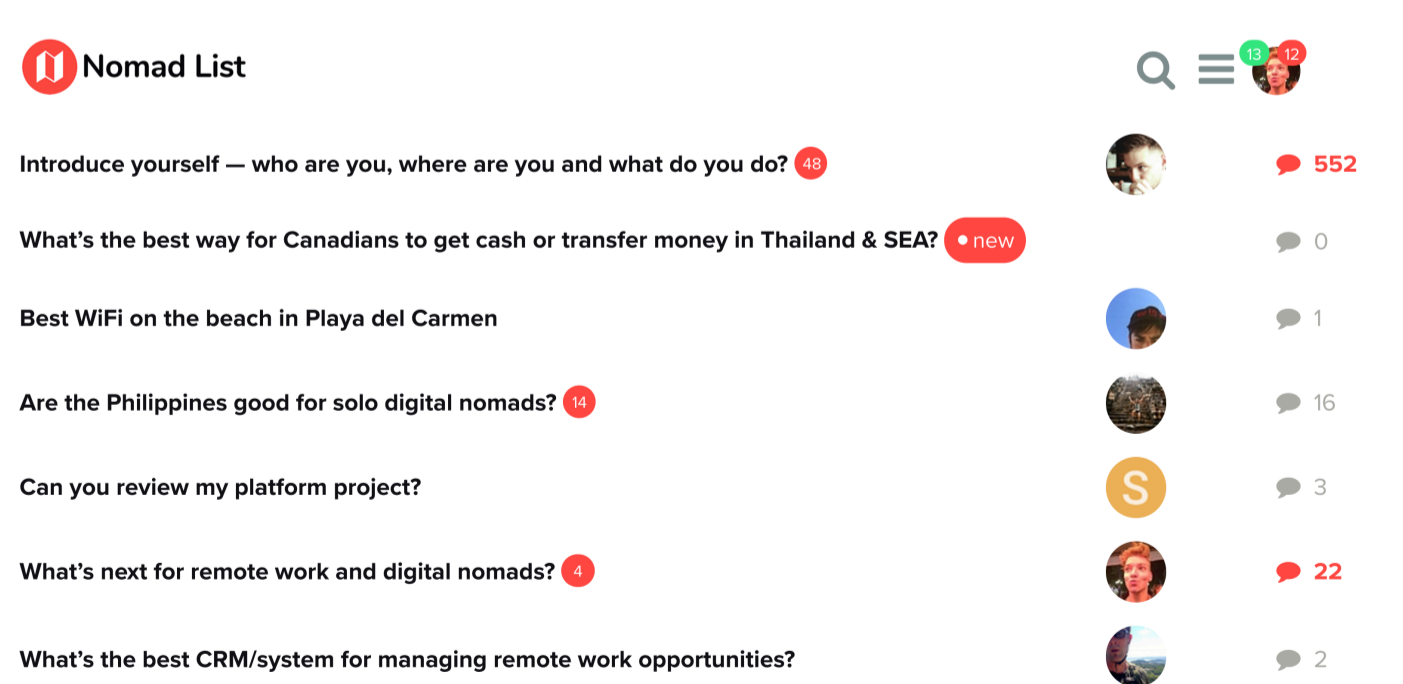 Nomad List
13 12
Introduce yourself — who are you, where are you and what do you do? 48 552
What’s the best way for Canadians to get cash or transfer money in Thailand & SEA? new 0
Best WiFi on the beach in Playa del Carmen 1
Are the Philippines good for solo digital nomads? 14 16
Can you review my platform project? S 3
What’s next for remote work and digital nomads? 4 22
What’s the best CRM/system for managing remote work opportunities? 2